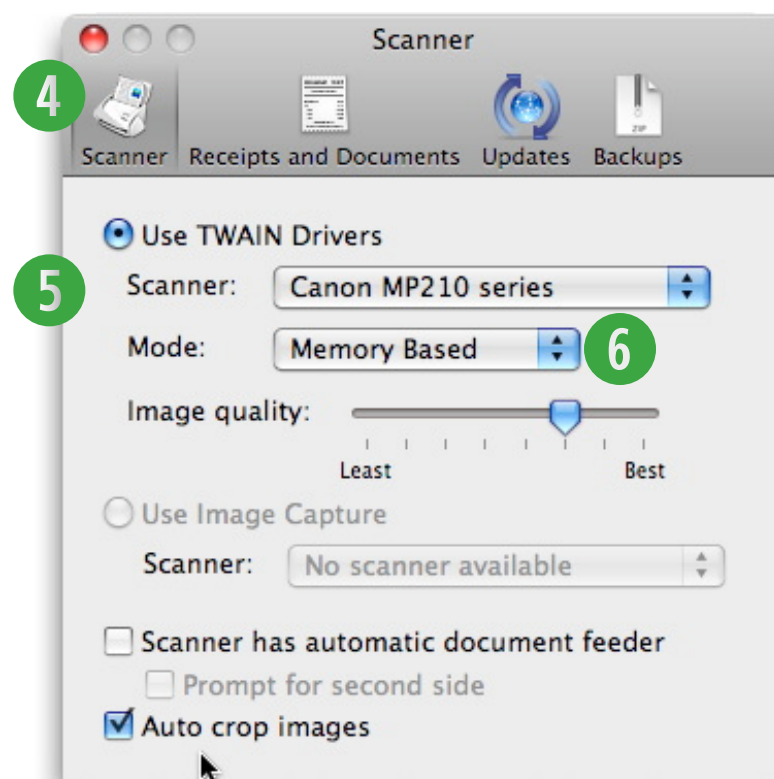 Scanner
4
Scanner Receipts and Documents Updates Backups
ZIP
Use TWAIN Drivers
5 Scanner: Canon MP210 series
Mode: Memory Based 6
Image quality:
Least Best
Use Image Capture
Scanner: No scanner available
Scanner has automatic document feeder
Prompt for second side
Auto crop images